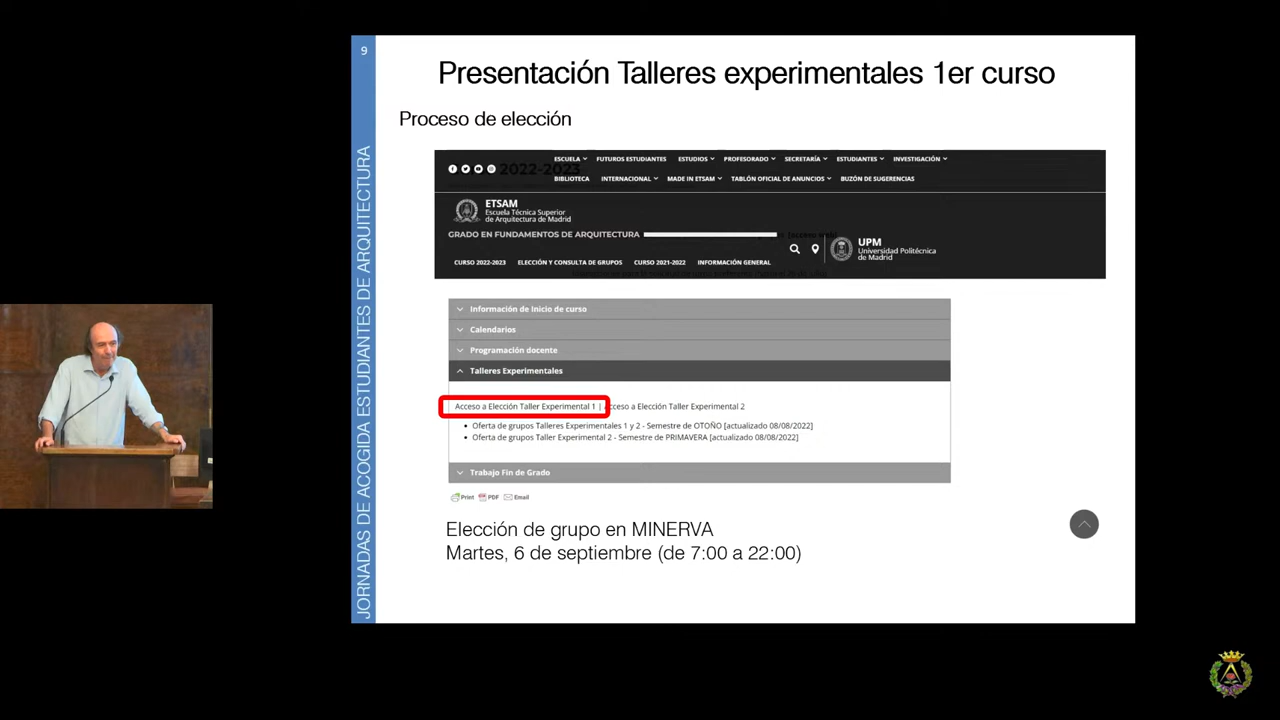 9
Presentación Talleres experimentales 1er curso
Proceso de elección
JORNADAS DE ACOGIDA ESTUDIANTES DE ARQUITECTURA
2022-2023
ESCUELA FUTUROS ESTUDIANTES ESTUDIOS PROFESORADO SECRETARÍA ESTUDIANTES INVESTIGACIÓN
BIBLIOTECA INTERNACIONAL MADE IN ETSAM TABLÓN OFICIAL DE ANUNCIOS BUZÓN DE SUGERENCIAS
ETSAM
Escuela Técnica Superior
de Arquitectura de Madrid
GRADO EN FUNDAMENTOS DE ARQUITECTURA
UPM
Universidad Politécnica
de Madrid
CURSO 2022-2023 ELECCIÓN Y CONSULTA DE GRUPOS CURSO 2021-2022 INFORMACIÓN GENERAL
Información de inicio de curso
Calendarios
Programación docente
Talleres Experimentales
Acceso a Elección Taller Experimental 1 | cceso a Elección Taller Experimental 2
• Oferta de grupos Talleres Experimentales 1 y 2 - Semestre de OTOÑO [actualizado 08/08/2022]
• Oferta de grupos Taller Experimental 2 - Semestre de PRIMAVERA [actualizado 08/08/2022]
Trabajo Fin de Grado
Print PDF Email
Elección de grupo en MINERVA
Martes, 6 de septiembre (de 7:00 a 22:00)